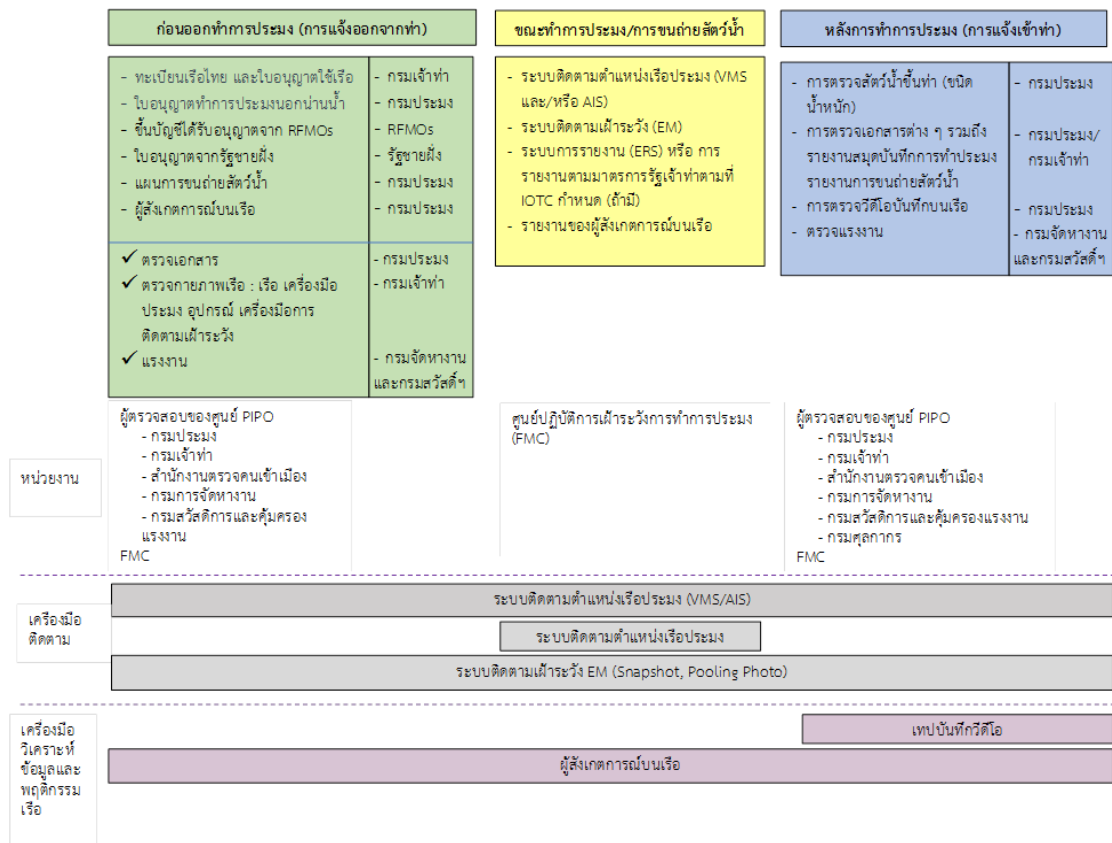 ก่อนออกทำการประมง (การแจ้งออกจากท่า)
ขณะทำการประมง/การขนถ่ายสัตว์น้ำ
หลังการทำการประมง (การแจ้งเข้าท่า)
- ทะเบียนเรือไทย และใบอนุญาตใช้เรือ
- ใบอนุญาตทำการประมงนอกน่านน้ำ
- ขึ้นบัญชีได้รับอนุญาตจาก RFMOs
- ใบอนุญาตจากรัฐชายฝั่ง
- แผนการขนถ่ายสัตว์น้ำ
- ผู้สังเกตการณ์บนเรือ
- กรมเจ้าท่า
- กรมประมง
- RFMOs
- รัฐชายฝั่ง
- กรมประมง
- กรมประมง
✓ ตรวจเอกสาร
✓ ตรวจกายภาพเรือ : เรือ เครื่องมือ
ประมง อุปกรณ์ เครื่องมือการ
ติดตามเฝ้าระวัง
✓ แรงงาน
- กรมประมง
- กรมเจ้าท่า
- กรมจัดหางาน
และกรมสวัสดิ์ฯ
- ระบบติดตามตำแหน่งเรือประมง (VMS
และ/หรือ AIS)
- ระบบติดตามเฝ้าระวัง (EM)
- ระบบการรายงาน (ERS) หรือ การ
รายงานตามมาตรการรัฐเจ้าท่าตามที่
IOTC กำหนด (ถ้ามี)
- รายงานของผู้สังเกตการณ์บนเรือ
- การตรวจสัตว์น้ำขึ้นท่า (ชนิด
น้ำหนัก)
- การตรวจเอกสารต่าง ๆ รวมถึง
รายงานสมุดบันทึกการทำประมง
รายงานการขนถ่ายสัตว์น้ำ
- การตรวจวีดีโอบันทึกบนเรือ
- ตรวจแรงงาน
- กรมประมง
- กรมประมง/
กรมเจ้าท่า
- กรมประมง
- กรมจัดหางาน
และกรมสวัสดิ์ฯ
หน่วยงาน
ผู้ตรวจสอบของศูนย์ PIPO
- กรมประมง
- กรมเจ้าท่า
- สำนักงานตรวจคนเข้าเมือง
- กรมการจัดหางาน
- กรมสวัสดิการและคุ้มครอง
แรงงาน
FMC
ศูนย์ปฏิบัติการเฝ้าระวังการทำการประมง
(FMC)
ผู้ตรวจสอบของศูนย์ PIPO
- กรมประมง
- กรมเจ้าท่า
- สำนักงานตรวจคนเข้าเมือง
- กรมการจัดหางาน
- กรมสวัสดิการและคุ้มครองแรงงาน
- กรมศุลกากร
FMC
เครื่องมือ
ติดตาม
ระบบติดตามตำแหน่งเรือประมง (VMS/AIS)
ระบบติดตามตำแหน่งเรือประมง
ระบบติดตามเฝ้าระวัง EM (Snapshot, Pooling Photo)
เครื่องมือ
วิเคราะห์
ข้อมูลและ
พฤติกรรม
เรือ
เทปบันทึกวีดีโอ
ผู้สังเกตการณ์บนเรือ